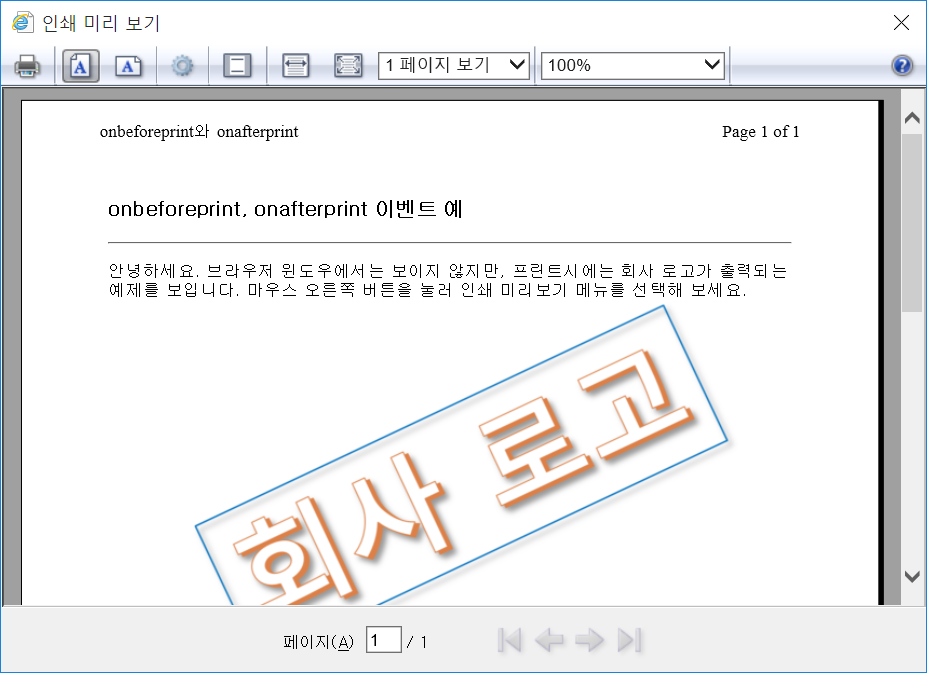 인쇄 미리 보기
1 페이지 보기 100%
onbeforeprint와 onafterprint Page 1 of 1
onbeforeprint, onafterprint 이벤트 예
안녕하세요. 브라우저 윈도우에서는 보이지 않지만, 프린트시에는 회사 로고가 출력되는
예제를 보입니다. 마우스 오른쪽 버튼을 눌러 인쇄 미리보기 메뉴를 선택해 보세요.
회사 로고
페이지(A) 1 / 1